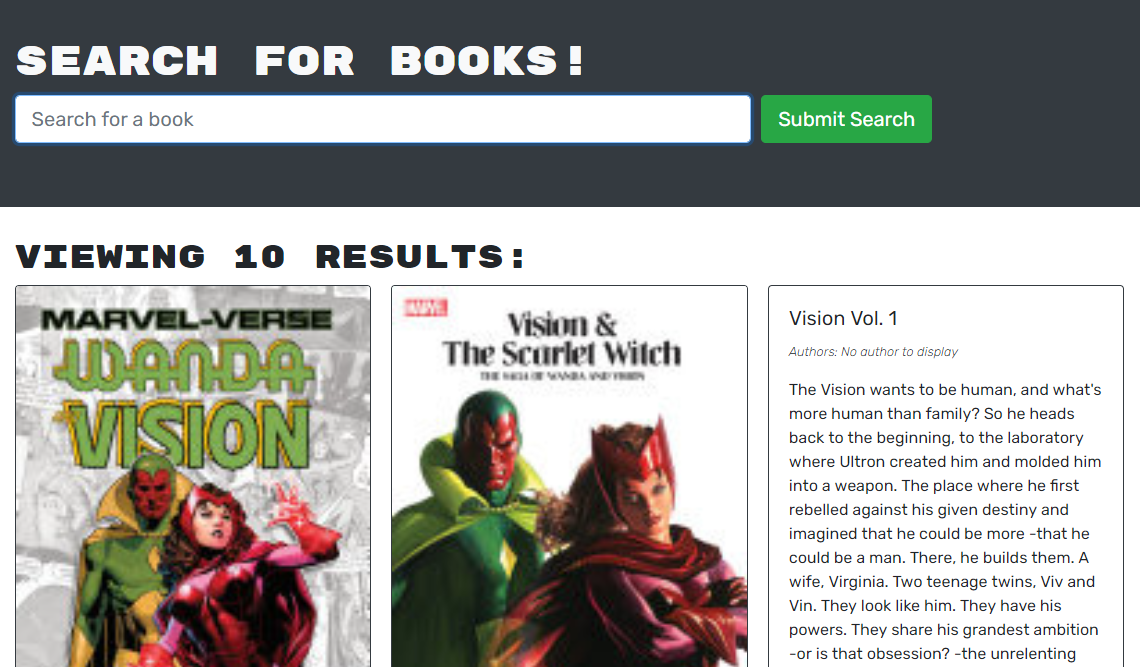 SEARCH FOR BOOKS!
Search for a book
Submit Search
VIEWING 10 RESULTS:
MARVEL-VERSE
WANDA
VISION
MARVEL
Vision &
The Scarlet Witch
THE SAGA OF WANDA AND VISION
Vision Vol. 1
Authors: No author to display
The Vision wants to be human, and what's
more human than family? So he heads
back to the beginning, to the laboratory
where Ultron created him and molded him
into a weapon. The place where he first
rebelled against his given destiny and
imagined that he could be more -that he
could be a man. There, he builds them. A
wife, Virginia. Two teenage twins, Viv and
Vin. They look like him. They have his
powers. They share his grandest ambition
-or is that obsession? -the unrelenting